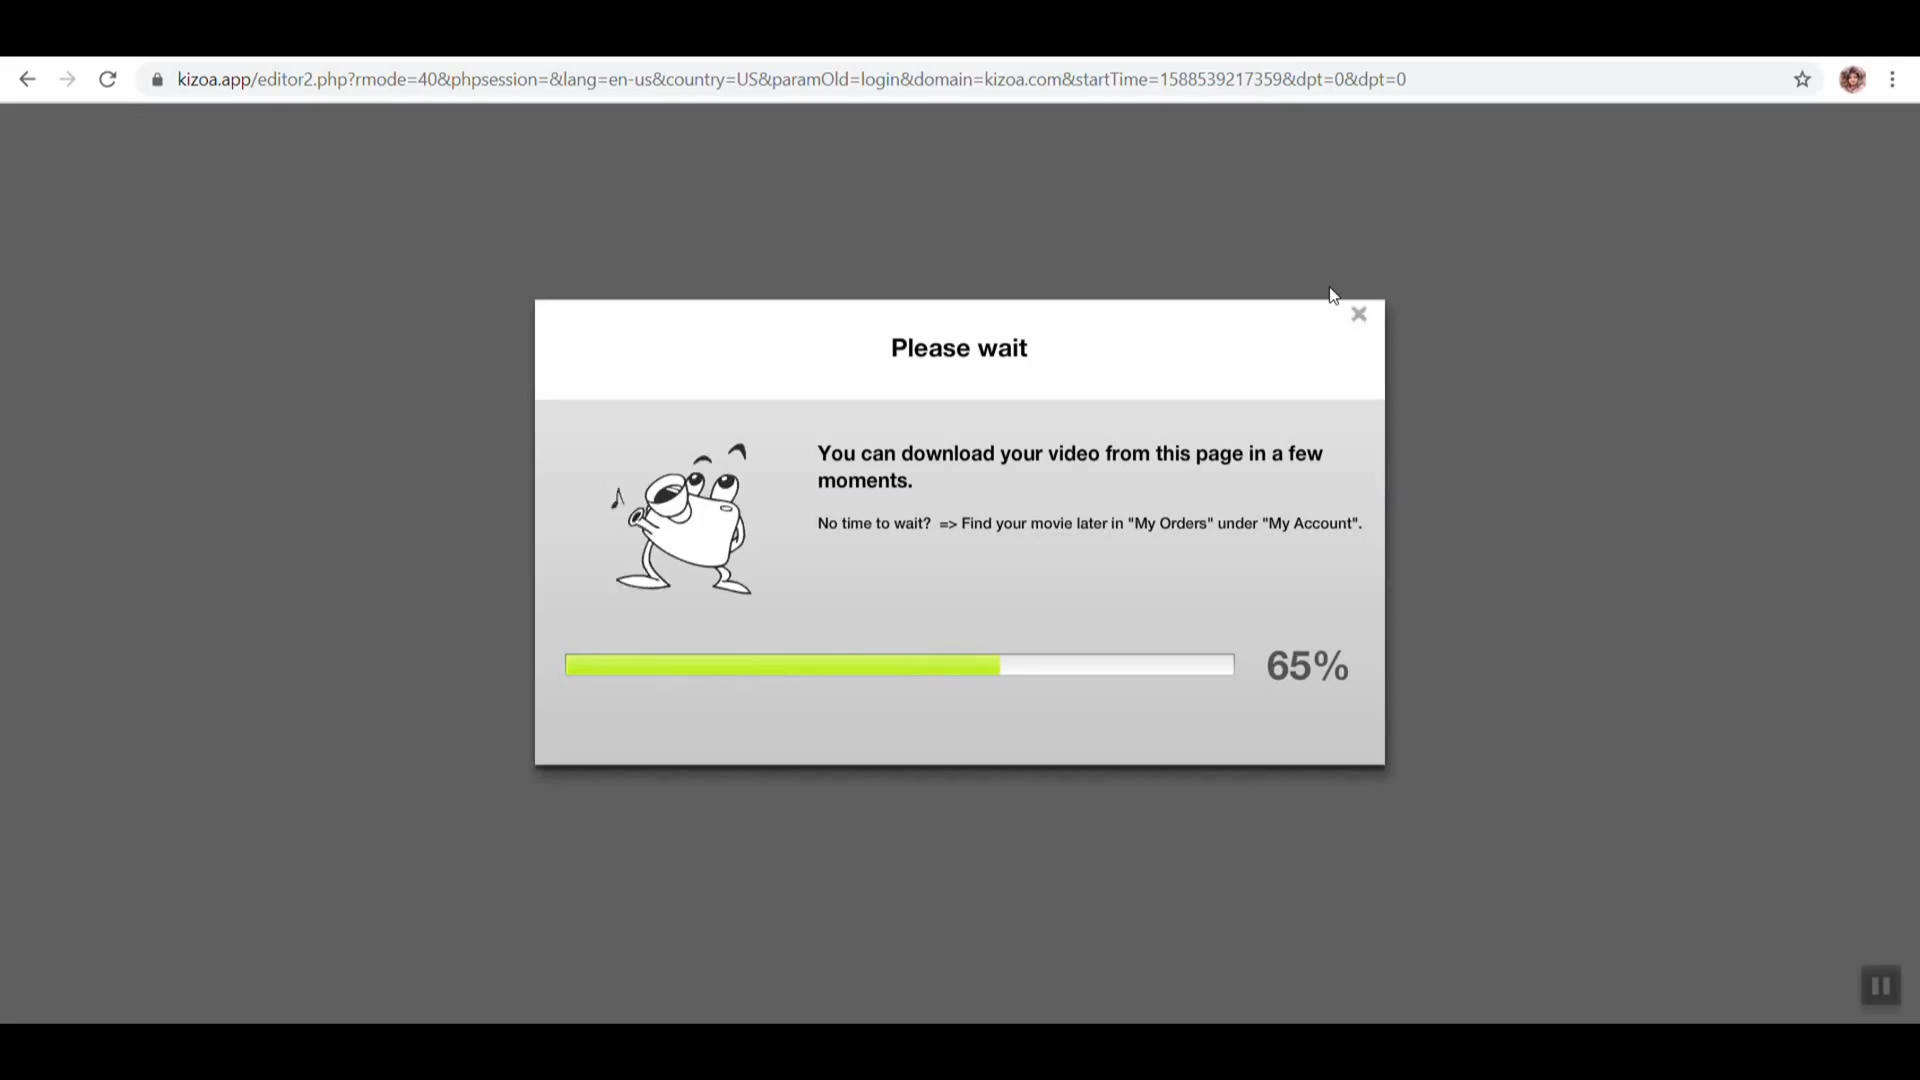 kizoa.app/editor2.php?rmode=40&phpsession=&lang=en-us&country=US&paramOld=login&domain=kizoa.com&startTime=1588539217359&dpt=0&dpt=0
Please wait
You can download your video from this page in a few
moments.
No time to wait? => Find your movie later in "My Orders" under "My Account".
65%